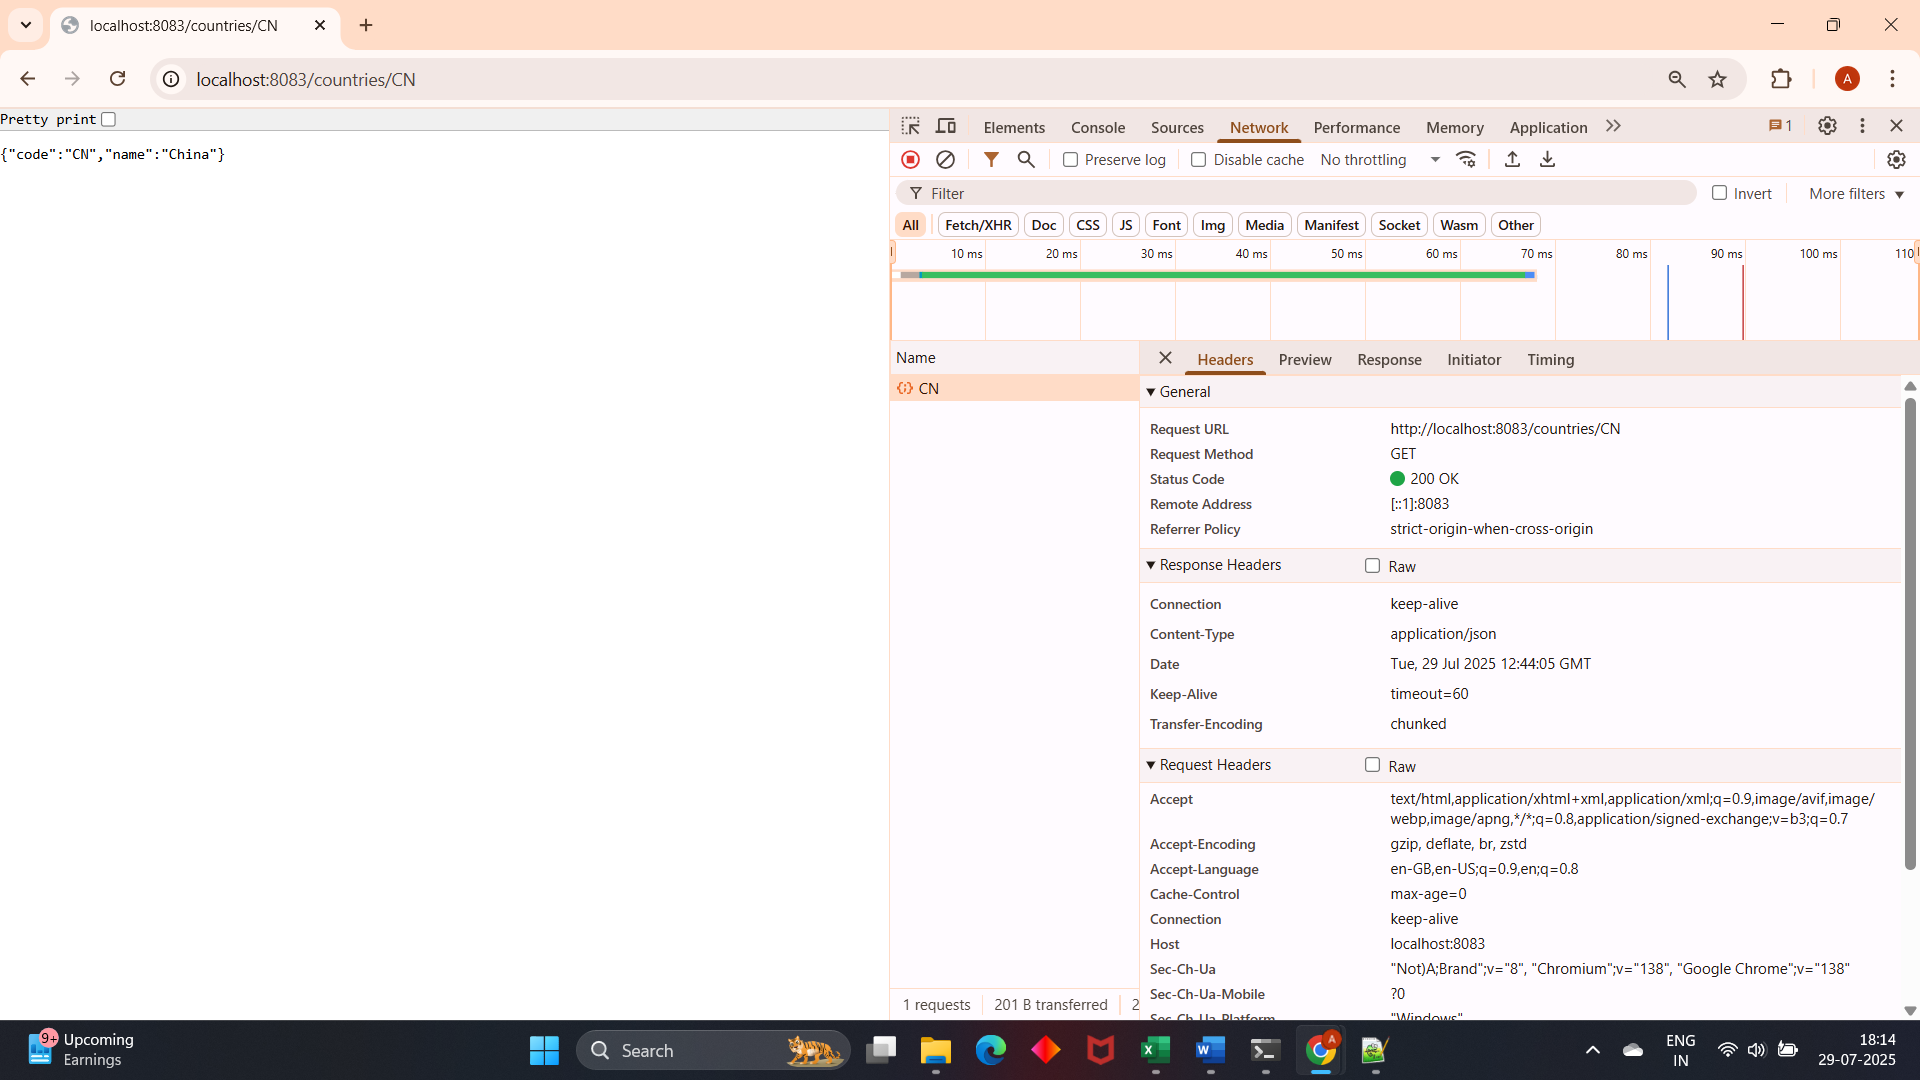 localhost:8083/countries/CN
localhost:8083/countries/CN
A
Pretty print
{"code":"CN","name":"China"}
Elements Console Sources Network Performance Memory Application 1
Preserve log Disable cache No throttling
Filter Invert More filters
All Fetch/XHR Doc CSS JS Font Img Media Manifest Socket Wasm Other
10 ms 20 ms 30 ms 40 ms 50 ms 60 ms 70 ms 80 ms 90 ms 100 ms 110
Name
CN
Headers Preview Response Initiator Timing
General
Request URL http://localhost:8083/countries/CN
Request Method GET
Status Code 200 OK
Remote Address [::1]:8083
Referrer Policy strict-origin-when-cross-origin
Response Headers Raw
Connection keep-alive
Content-Type application/json
Date Tue, 29 Jul 2025 12:44:05 GMT
Keep-Alive timeout=60
Transfer-Encoding chunked
Request Headers Raw
Accept text/html,application/xhtml+xml,application/xml;q=0.9,image/avif,image/
webp,image/apng,*/*;q=0.8,application/signed-exchange;v=b3;q=0.7
Accept-Encoding gzip, deflate, br, zstd
Accept-Language en-GB,en-US;q=0.9,en;q=0.8
Cache-Control max-age=0
Connection keep-alive
Host localhost:8083
Sec-Ch-Ua "Not)A;Brand";v="8", "Chromium";v="138", "Google Chrome";v="138"
Sec-Ch-Ua-Mobile ?0
Sec-Ch-Ua-Platform "Windows"
1 requests 201 B transferred 2
9+ Upcoming
Earnings
Search
A
ENG
IN
18:14
29-07-2025